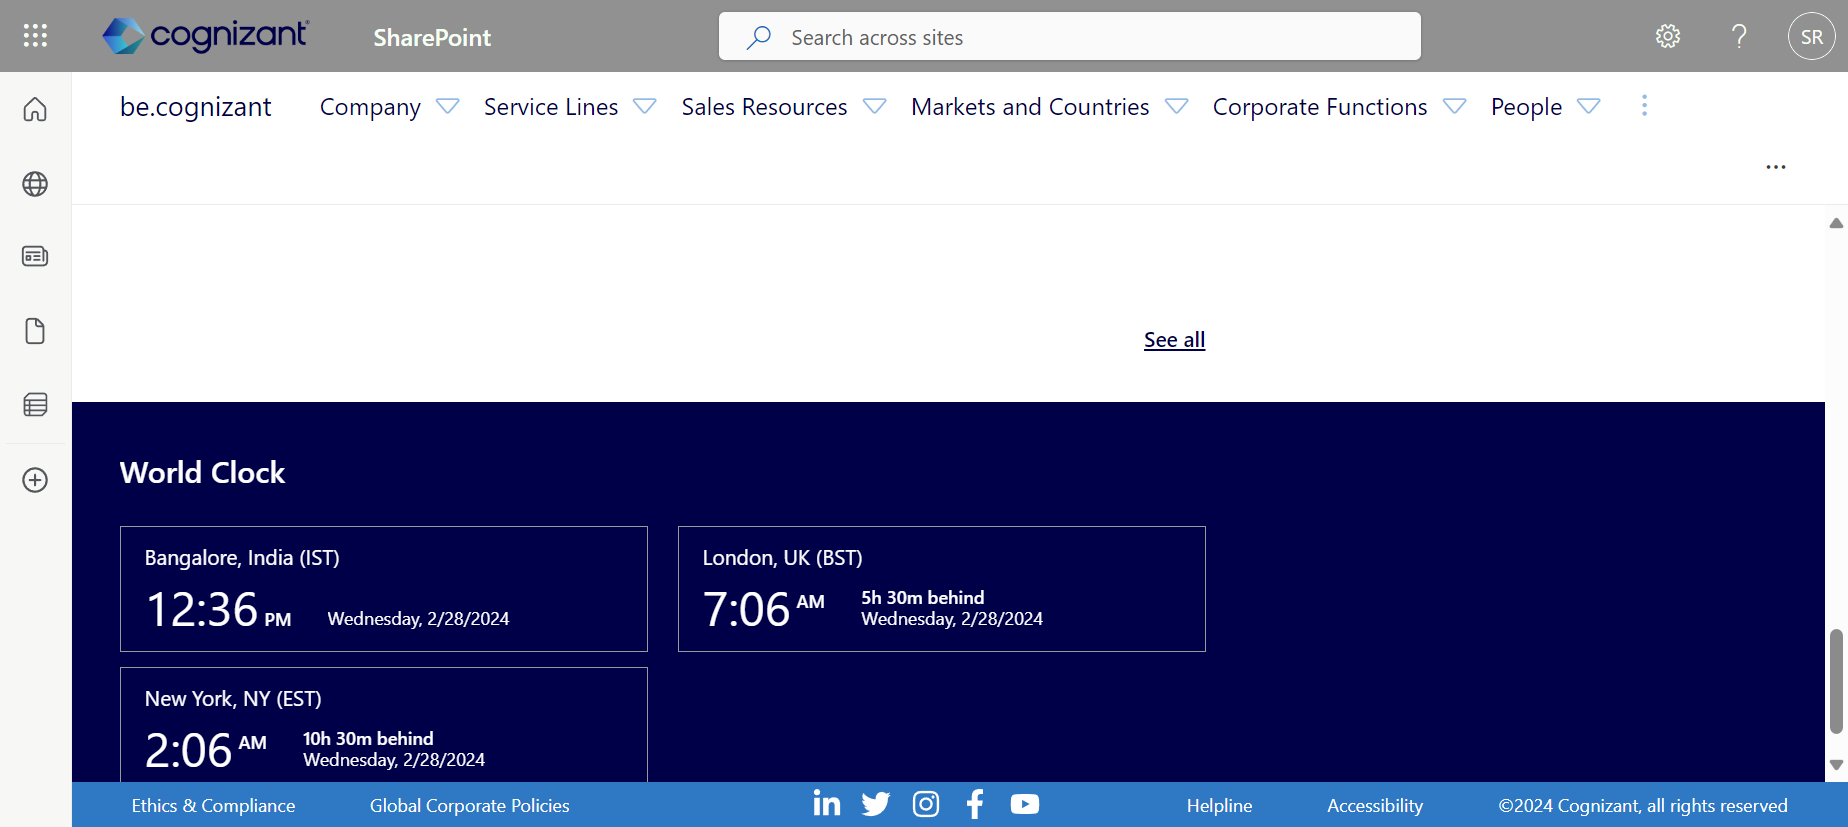 cognizant
SharePoint
Search across sites
?
SR
be.cognizant
Company
Service Lines
Sales Resources
Markets and Countries
Corporate Functions
People
See all
World Clock
Bangalore, India (IST)
12:36 PM
Wednesday, 2/28/2024
London, UK (BST)
7:06 AM
5h 30m behind
Wednesday, 2/28/2024
New York, NY (EST)
2:06 AM
10h 30m behind
Wednesday, 2/28/2024
Ethics & Compliance
Global Corporate Policies
Helpline
Accessibility
©2024 Cognizant, all rights reserved